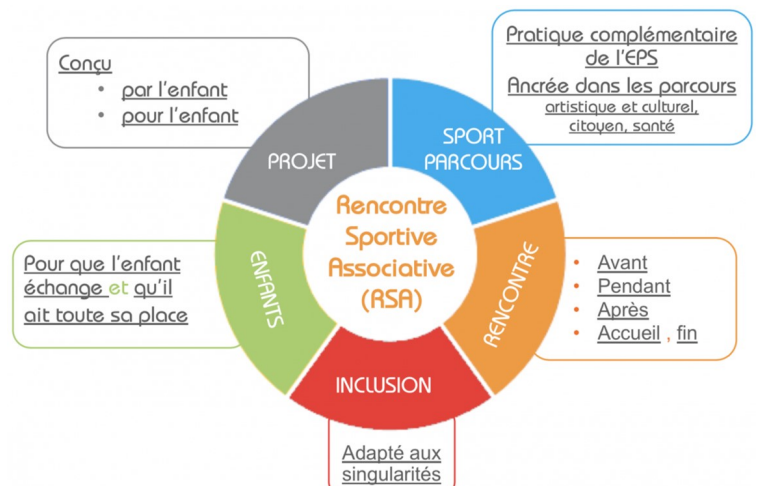 Conçu
• par l'enfant
• pour l'enfant
Pratique complémentaire
de l'EPS
Ancrée dans les parcours
artistique et culturel,
citoyen, santé
PROJET
SPORT
PARCOURS
Rencontre
Sportive
Associative
(RSA)
Pour que l'enfant
échange et qu'il
ait toute sa place
ENFANTS
RENCONTRE
• Avant
• Pendant
• Après
• Accueil , fin
INCLUSION
Adapté aux
singularités